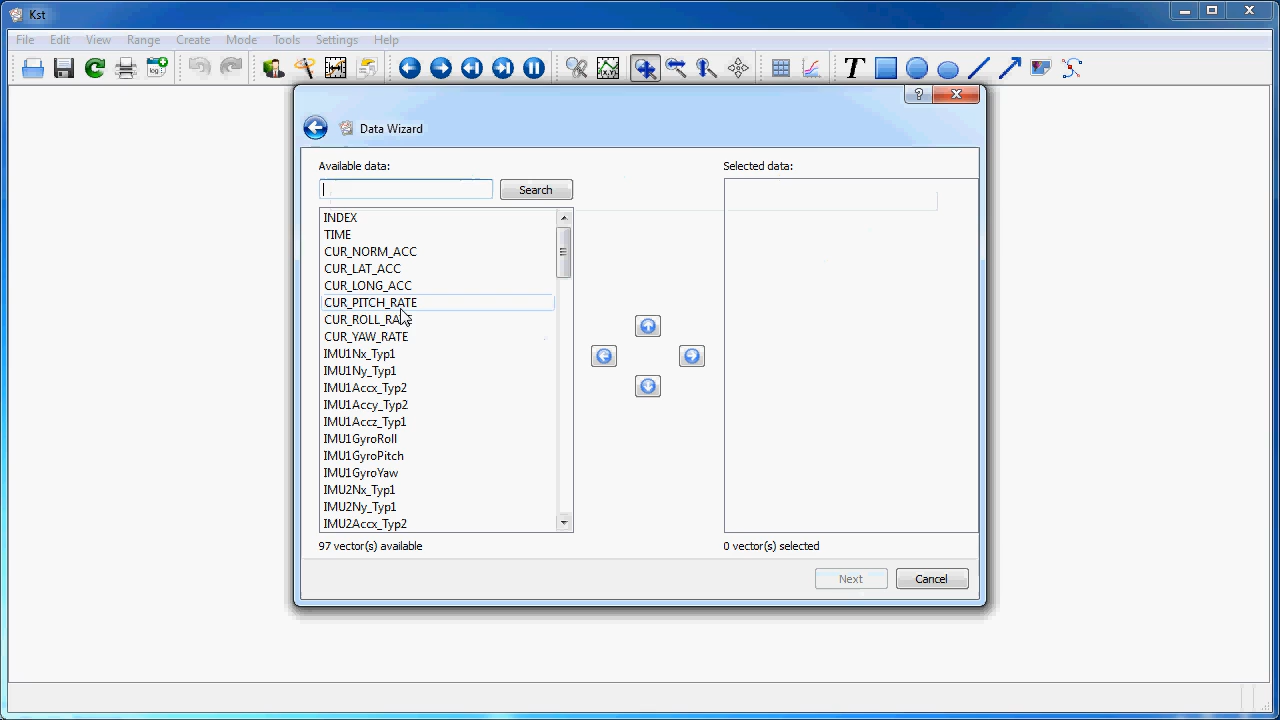 Kst
File Edit View Range Create Mode Tools Settings Help
log:
(X,Y)
T
?
Data Wizard
Available data:
Selected data:
Search
INDEX
TIME
CUR_NORM_ACC
CUR_LAT_ACC
CUR_LONG_ACC
CUR_PITCH_RATE
CUR_ROLL_RATE
CUR_YAW_RATE
IMU1Nx_Typ1
IMU1Ny_Typ1
IMU1Accx_Typ2
IMU1Accy_Typ2
IMU1Accz_Typ1
IMU1GyroRoll
IMU1GyroPitch
IMU1GyroYaw
IMU2Nx_Typ1
IMU2Ny_Typ1
IMU2Accx_Typ2
97 vector(s) available
0 vector(s) selected
Next
Cancel